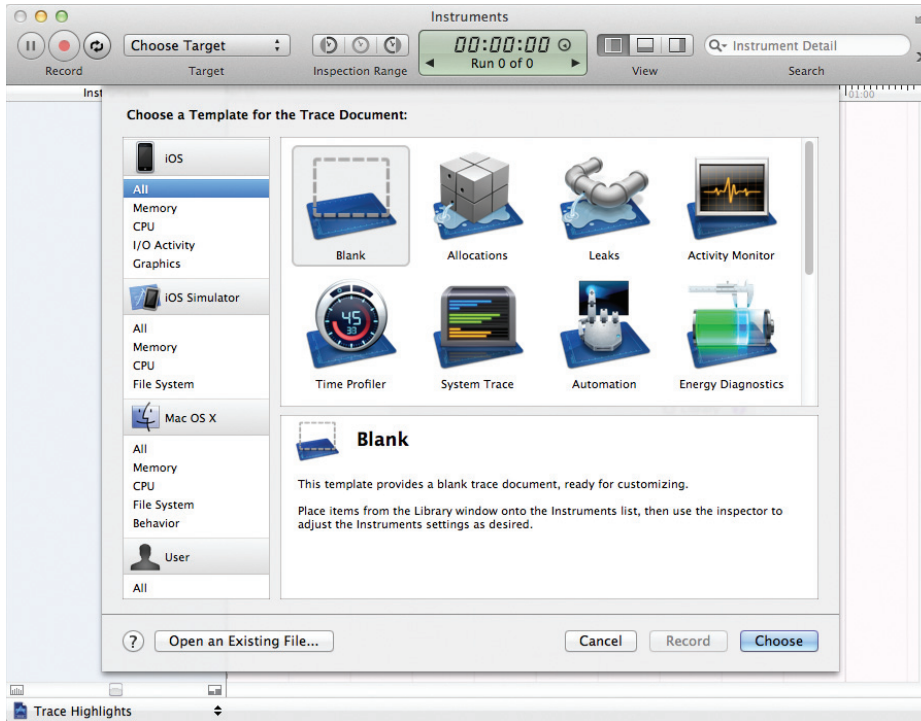 Instruments
Choose Target
00:00:00
Run 0 of 0
Instrument Detail
Record
Target
Inspection Range
View
Search
Inst
01:00
Choose a Template for the Trace Document:
iOS
All
Memory
CPU
I/O Activity
Graphics
iOS Simulator
All
Memory
CPU
File System
Mac OS X
All
Memory
CPU
File System
Behavior
User
All
Blank
Allocations
Leaks
Activity Monitor
45
33
Time Profiler
System Trace
Automation
Energy Diagnostics
Blank
This template provides a blank trace document, ready for customizing.
Place items from the Library window onto the Instruments list, then use the inspector to
adjust the Instruments settings as desired.
?
Open an Existing File...
Cancel
Record
Choose
Trace Highlights